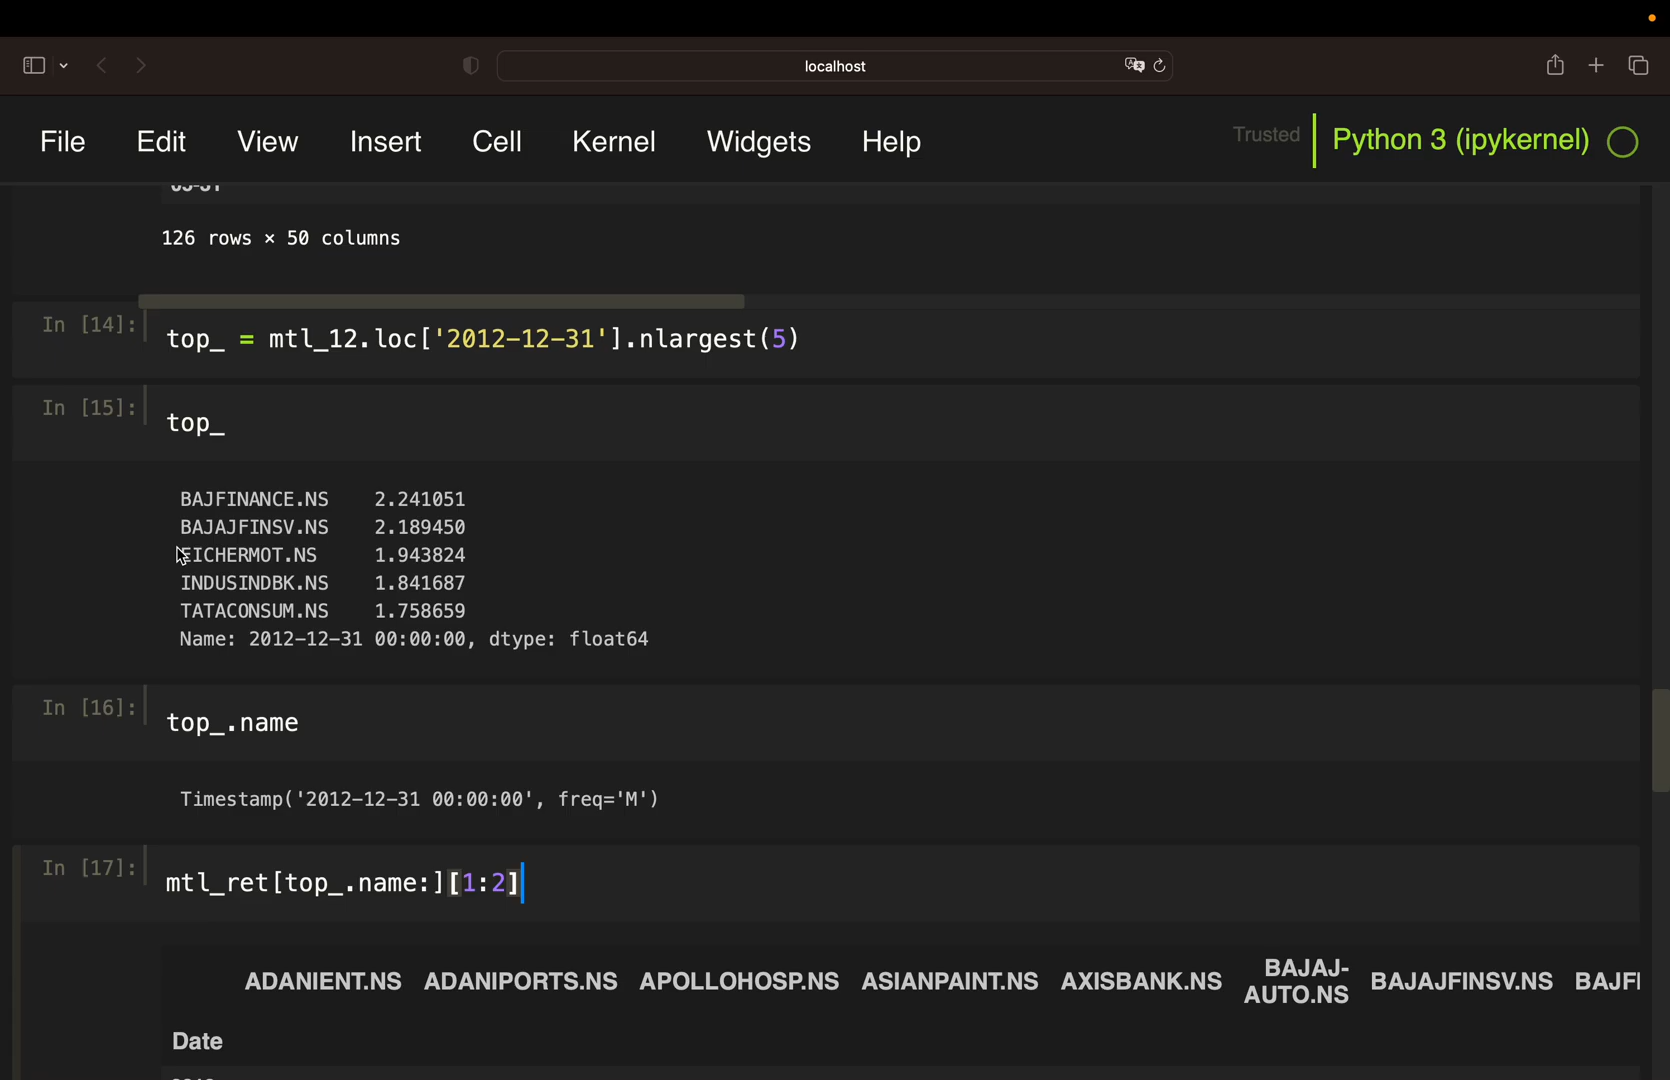 localhost
File Edit View Insert Cell Kernel Widgets Help Trusted Python 3 (ipykernel)
126 rows × 50 columns
In [14]: top_ = mtl_12.loc['2012-12-31'].nlargest(5)
In [15]: top_
BAJFINANCE.NS 2.241051
BAJAJFINSV.NS 2.189450
EICHERMOT.NS 1.943824
INDUSINDBK.NS 1.841687
TATACONSUM.NS 1.758659
Name: 2012-12-31 00:00:00, dtype: float64
In [16]: top_.name
Timestamp('2012-12-31 00:00:00', freq='M')
In [17]: mtl_ret[top_.name:][1:2]
ADANIENT.NS ADANIPORTS.NS APOLLOHOSP.NS ASIANPAINT.NS AXISBANK.NS BAJAJ-AUTO.NS BAJAJFINSV.NS
Date